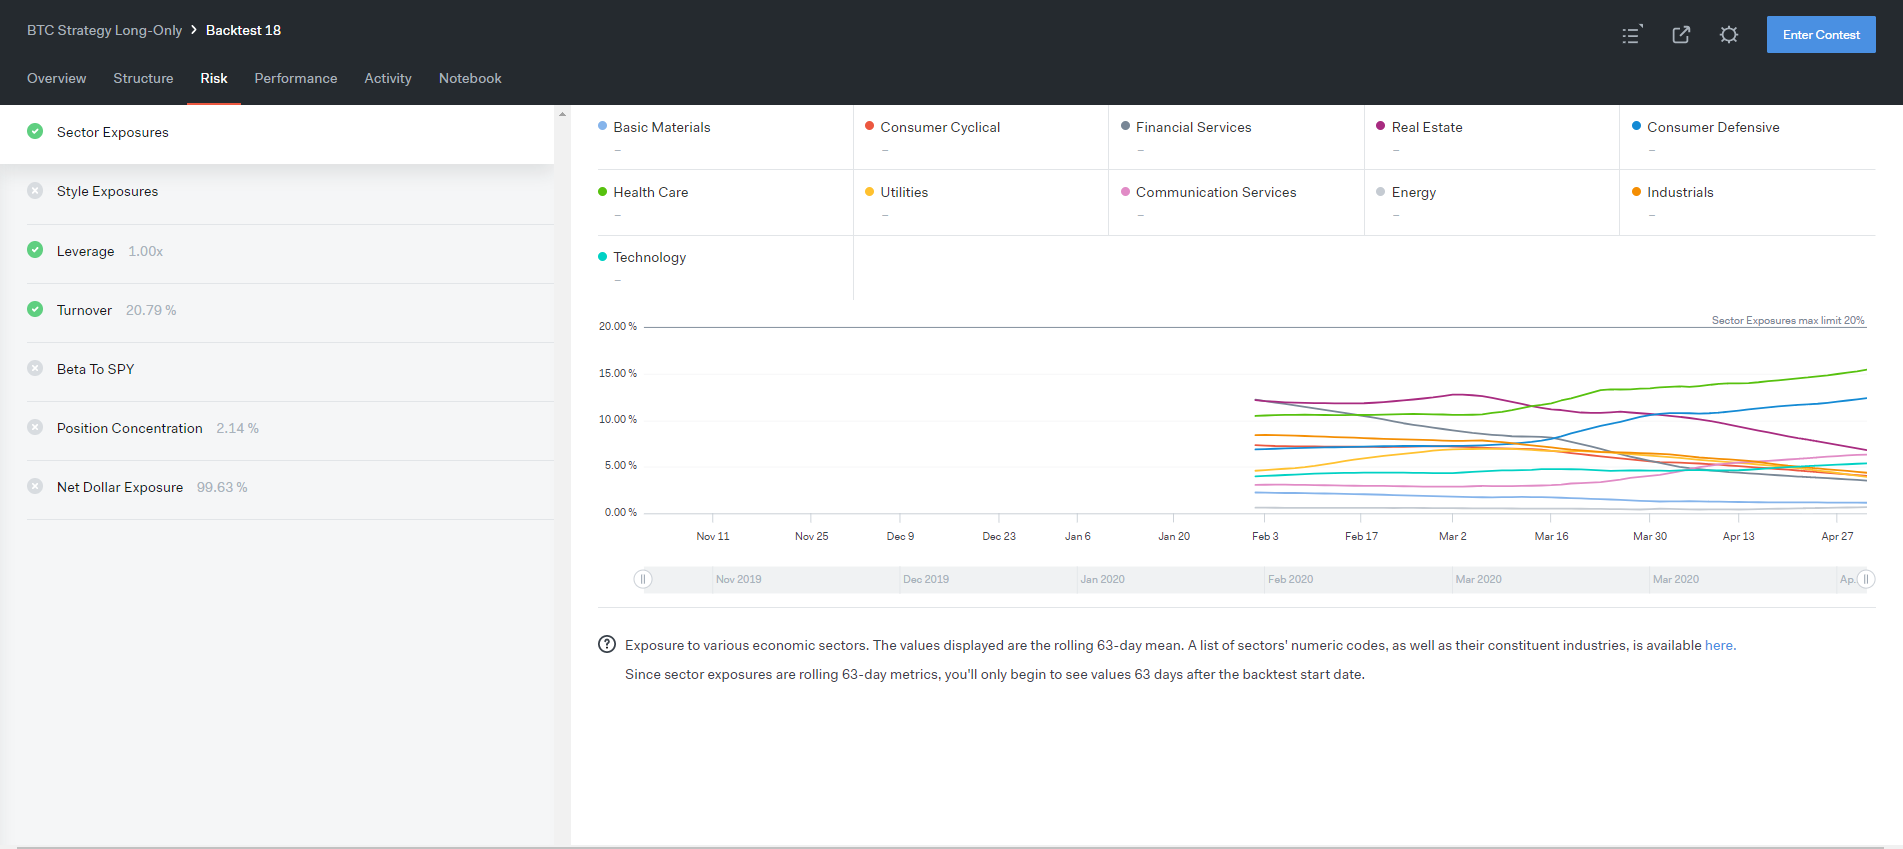 BTC Strategy Long-Only > Backtest 18
Enter Contest
Overview Structure Risk Performance Activity Notebook
Sector Exposures
Style Exposures
Leverage 1.00x
Turnover 20.79 %
Beta To SPY
Position Concentration 2.14 %
Net Dollar Exposure 99.63 %
Basic Materials Consumer Cyclical Financial Services Real Estate Consumer Defensive
– – – – –
Health Care Utilities Communication Services Energy Industrials
– – – – –
Technology
–
Sector Exposures max limit 20%
20.00 %
15.00 %
10.00 %
5.00 %
0.00 %
Nov 11 Nov 25 Dec 9 Dec 23 Jan 6 Jan 20 Feb 3 Feb 17 Mar 2 Mar 16 Mar 30 Apr 13 Apr 27
Nov 2019 Dec 2019 Jan 2020 Feb 2020 Mar 2020 Mar 2020 Ap.
Exposure to various economic sectors. The values displayed are the rolling 63-day mean. A list of sectors' numeric codes, as well as their constituent industries, is available here.
Since sector exposures are rolling 63-day metrics, you'll only begin to see values 63 days after the backtest start date.